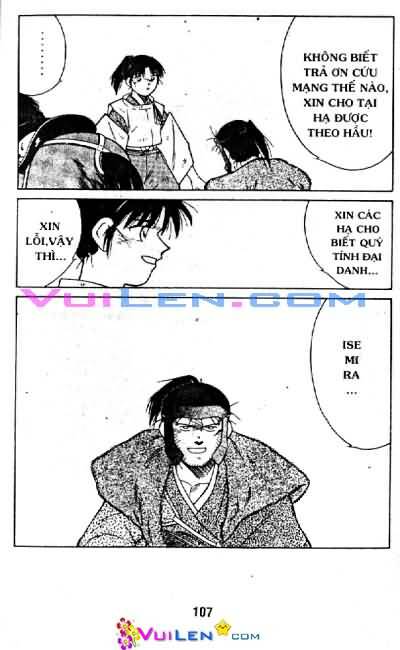 KHÔNG BIẾT
TRẢ ƠN CỨU
MẠNG THẾ NÀO,
XIN CHO TẠI
HẠ ĐƯỢC
THEO HẦU!
.........
XIN CÁC
HẠ CHO
BIẾT QUÝ
TÍNH ĐẠI
DANH...
XIN
LỖI,VẬY
THÌ...
VUILEN.COM
ISE
MI
RA
...
107
VUILEN.COM